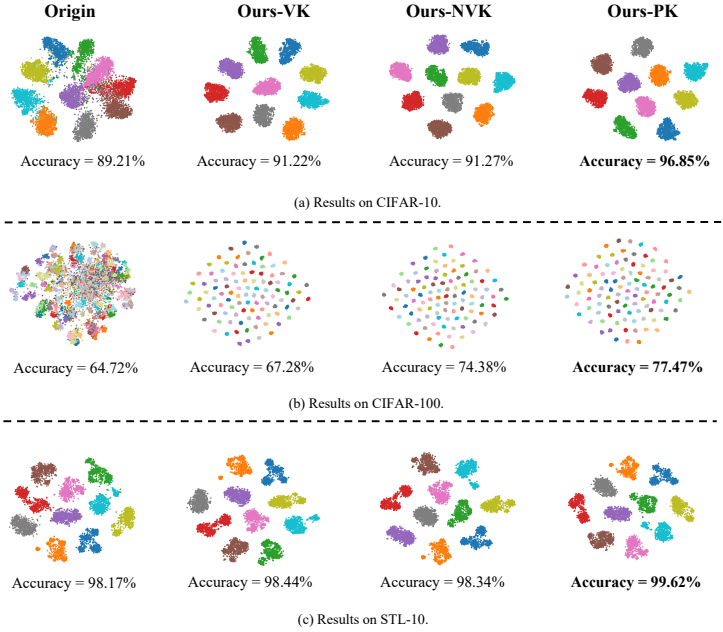 Origin Ours-VK Ours-NVK Ours-PK
Accuracy = 89.21% Accuracy = 91.22% Accuracy = 91.27% Accuracy = 96.85%
(a) Results on CIFAR-10.
Accuracy = 64.72% Accuracy = 67.28% Accuracy = 74.38% Accuracy = 77.47%
(b) Results on CIFAR-100.
Accuracy = 98.17% Accuracy = 98.44% Accuracy = 98.34% Accuracy = 99.62%
(c) Results on STL-10.